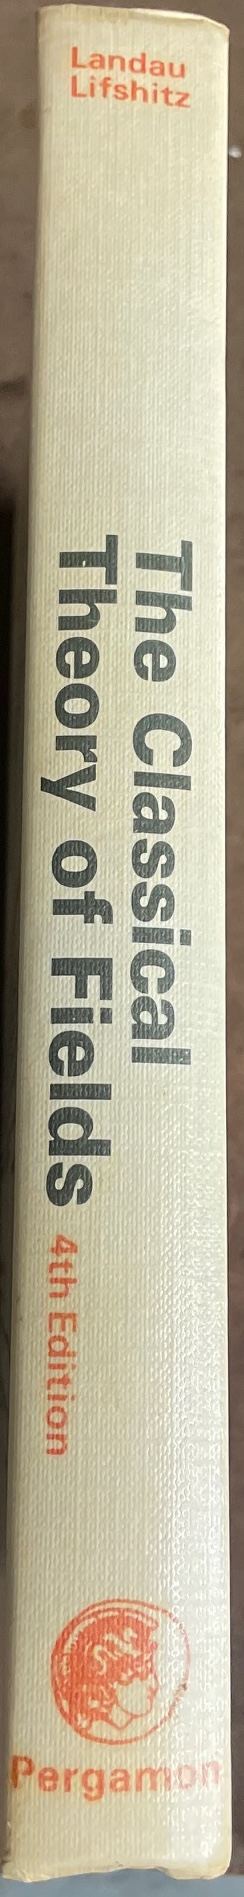 Landau
Lifshitz
The Classical
Theory of Fields 4th Edition
Pergamon